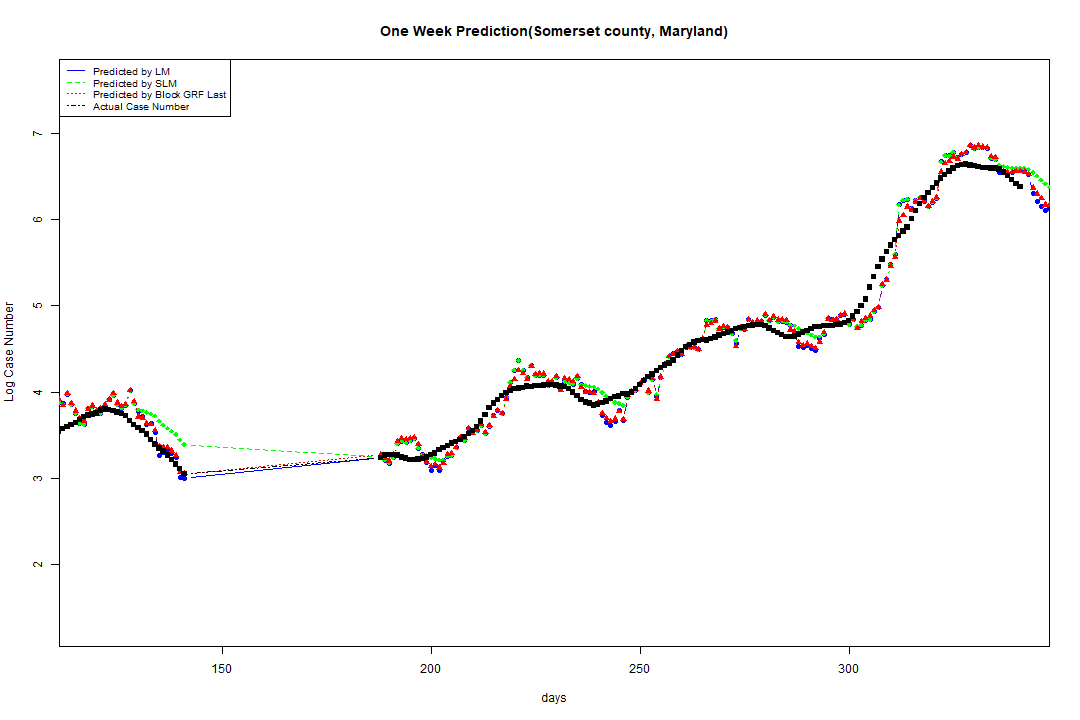 One Week Prediction(Somerset county, Maryland)
Predicted by LM
Predicted by SLM
Predicted by Block GRF Last
Actual Case Number
7
6
5
4
3
2
Log Case Number
150 200 250 300
days